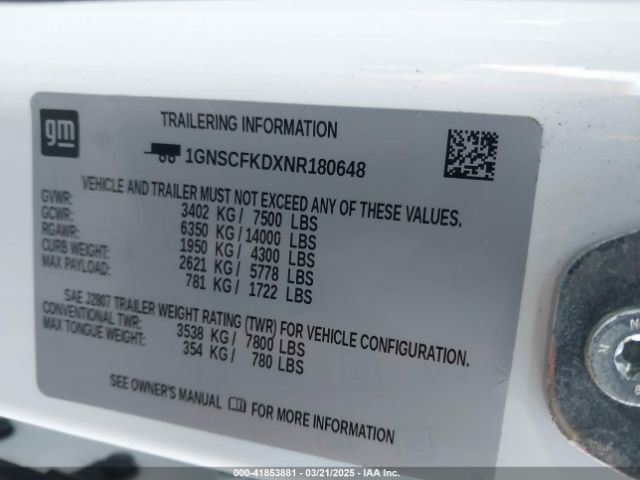 gm
TRAILERING INFORMATION
1GNSCFKDXNR180648
VEHICLE AND TRAILER MUST NOT EXCEED ANY OF THESE VALUES.
GVWR: 3402 KG/ 7500 LBS
GCWR: 6350 KG/14000 LBS
RGAWR: 1950 KG/ 4300 LBS
CURB WEIGHT: 2621 KG/ 5778 LBS
MAX PAYLOAD: 781 KG/ 1722 LBS
SAE J2807 TRAILER WEIGHT RATING (TWR) FOR VEHICLE CONFIGURATION.
CONVENTIONAL TWR: 3538 KG/ 7800 LBS
MAX TONGUE WEIGHT: 354 KG/ 780 LBS
SEE OWNER'S MANUAL FOR MORE INFORMATION
000-41853881 - 03/21/2025 - IAA Inc.